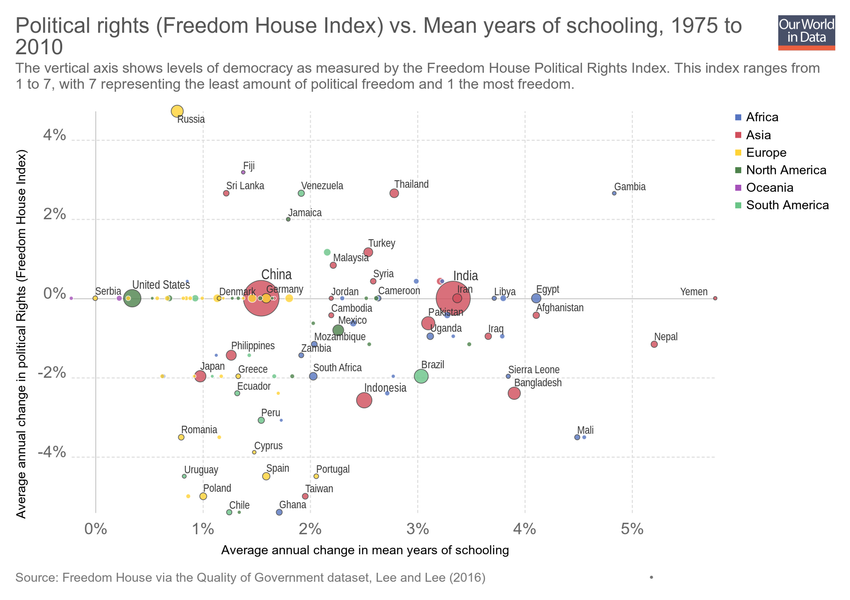 Political rights (Freedom House Index) vs. Mean years of schooling, 1975 to
2010
Our World
in Data
The vertical axis shows levels of democracy as measured by the Freedom House Political Rights Index. This index ranges from
1 to 7, with 7 representing the least amount of political freedom and 1 the most freedom.
Average annual change in political Rights (Freedom House Index)
4%
2%
0%
-2%
-4%
Russia
Fiji
Sri Lanka
Venezuela
Thailand
Gambia
Jamaica
Turkey
Malaysia
China
Syria
India
Serbia
United States
Denmark
Germany
Jordan
Cameroon
Iran
Libya
Egypt
Yemen
Cambodia
Pakistan
Afghanistan
Mexico
Mozambique
Uganda
Iraq
Nepal
Philippines
Zambia
Japan
Greece
South Africa
Brazil
Sierra Leone
Ecuador
Indonesia
Bangladesh
Peru
Romania
Mali
Cyprus
Uruguay
Spain
Portugal
Poland
Taiwan
Chile
Ghana
0%
1%
2%
3%
4%
5%
Average annual change in mean years of schooling
Africa
Asia
Europe
North America
Oceania
South America
Source: Freedom House via the Quality of Government dataset, Lee and Lee (2016)